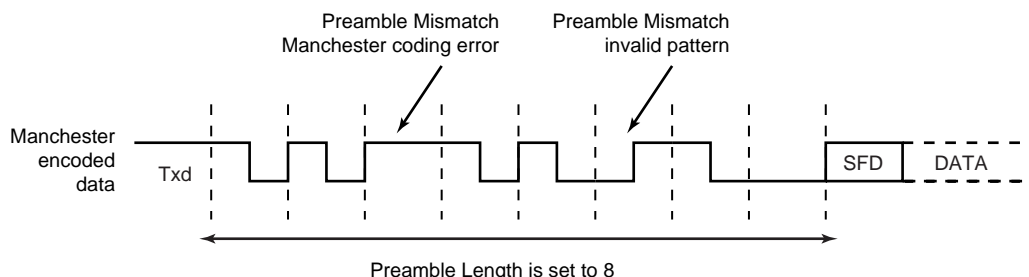 Preamble Mismatch
Manchester coding error
Preamble Mismatch
invalid pattern
Manchester
encoded
data
Txd
SFD
DATA
Preamble Length is set to 8